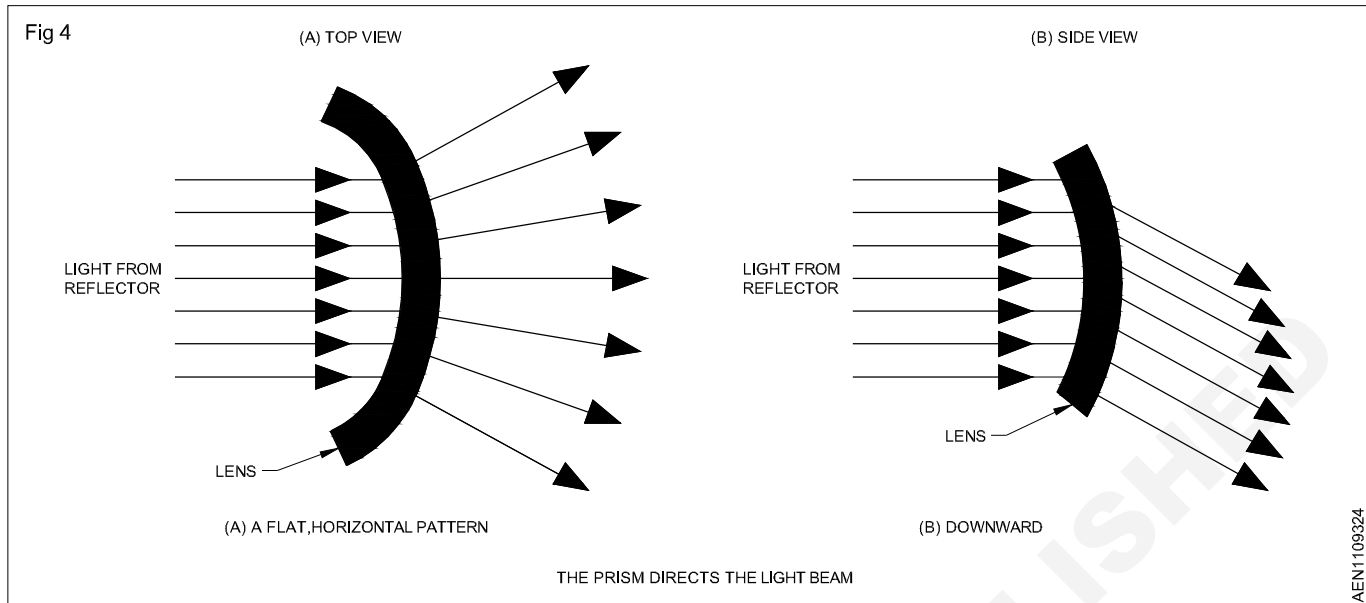 Fig 4
(A) TOP VIEW
(B) SIDE VIEW
LIGHT FROM
REFLECTOR
LENS
LIGHT FROM
REFLECTOR
LENS
(A) A FLAT,HORIZONTAL PATTERN
(B) DOWNWARD
THE PRISM DIRECTS THE LIGHT BEAM
AEN1109324
LISHED